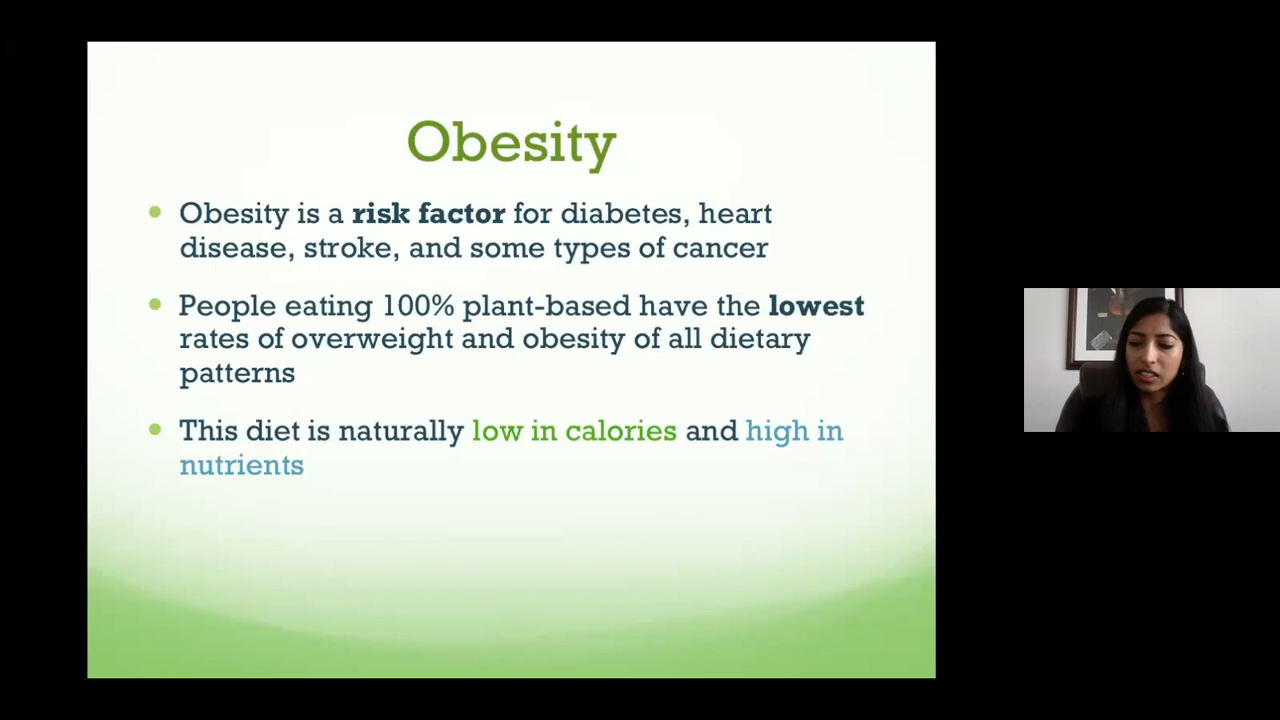 Obesity
Obesity is a risk factor for diabetes, heart
disease, stroke, and some types of cancer
People eating 100% plant-based have the lowest
rates of overweight and obesity of all dietary
patterns
This diet is naturally low in calories and high in
nutrients